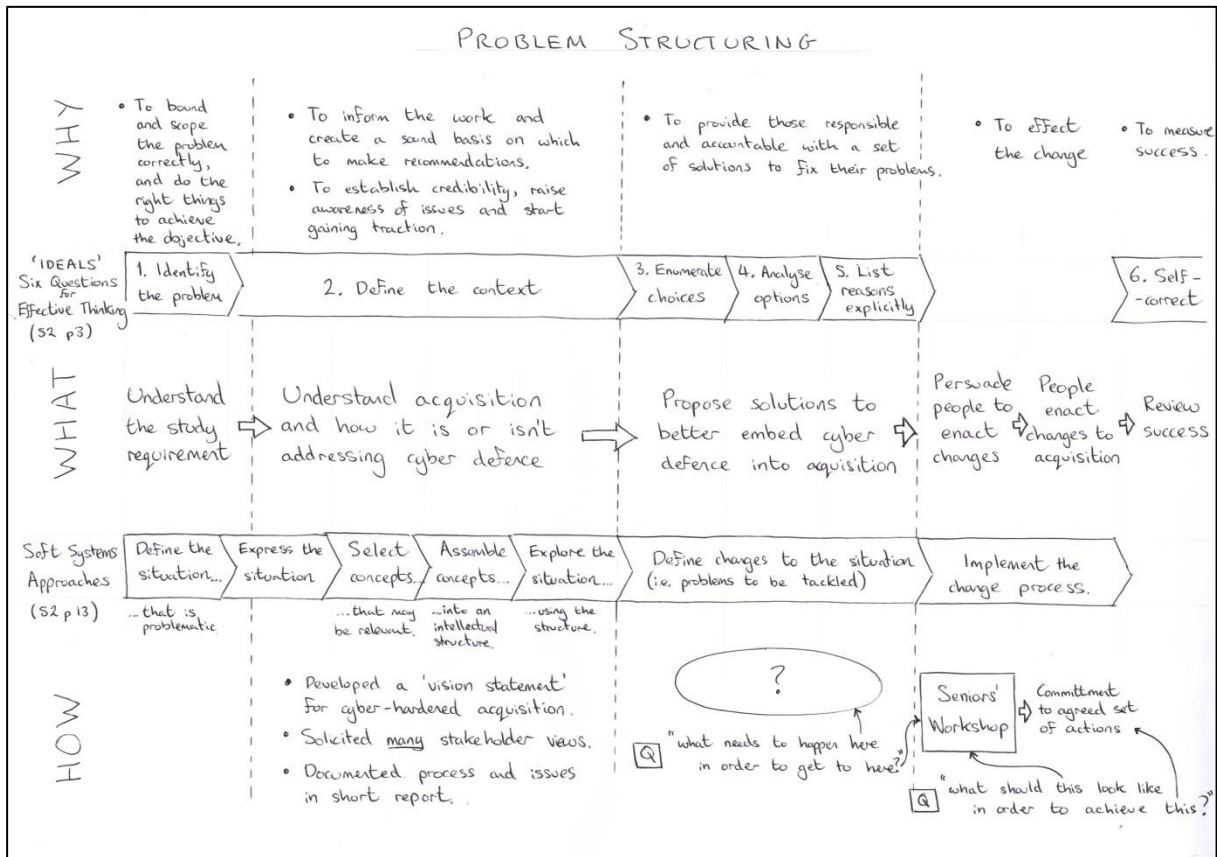 PROBLEM STRUCTURING
WHY
• To bound
and scope
the problem
correctly,
and do the
right things
to achieve
the objective.
• To inform the work and
create a sound basis on which
to make recommendations.
• To establish credibility, raise
awareness of issues and start
gaining traction.
• To provide those responsible
and accountable with a set
of solutions to fix their problems.
• To effect
the change
• To measure
success.
'IDEALS'
Six Questions
for
Effective Thinking
(S2 p3)
1. Identify
the problem
2. Define the context
3. Enumerate
choices
4. Analyse
options
5. List
reasons
explicitly
6. Self-
-correct
WHAT
Understand
the study
requirement
Understand acquisition
and how it is or isn't
addressing cyber defence
Propose solutions to
better embed cyber
defence into aquisition
Persuade
people to
enact
changes
People
enact
changes to
acquisition
Review
success
Soft Systems
Approaches
(S2 p13)
Define the
situation...
...that is
problematic.
Express the
situation
Select
concepts...
...that may
be relevant.
Assemble
concepts...
...into an
intellectual
structure.
Explore the
situation...
...using the
structure.
Define changes to the situation
(i.e. problems to be tackled)
Implement the
change process.
HOW
• Developed a 'vision statement'
for cyber-hardened acquisition.
• Solicited many stakeholder views.
• Documented process and issues
in short report.
?
Q "what needs to happen here
in order to get to here?"
Seniors'
Workshop
Committment
to agreed set
of actions
Q "what should this look like
in order to achieve this?"